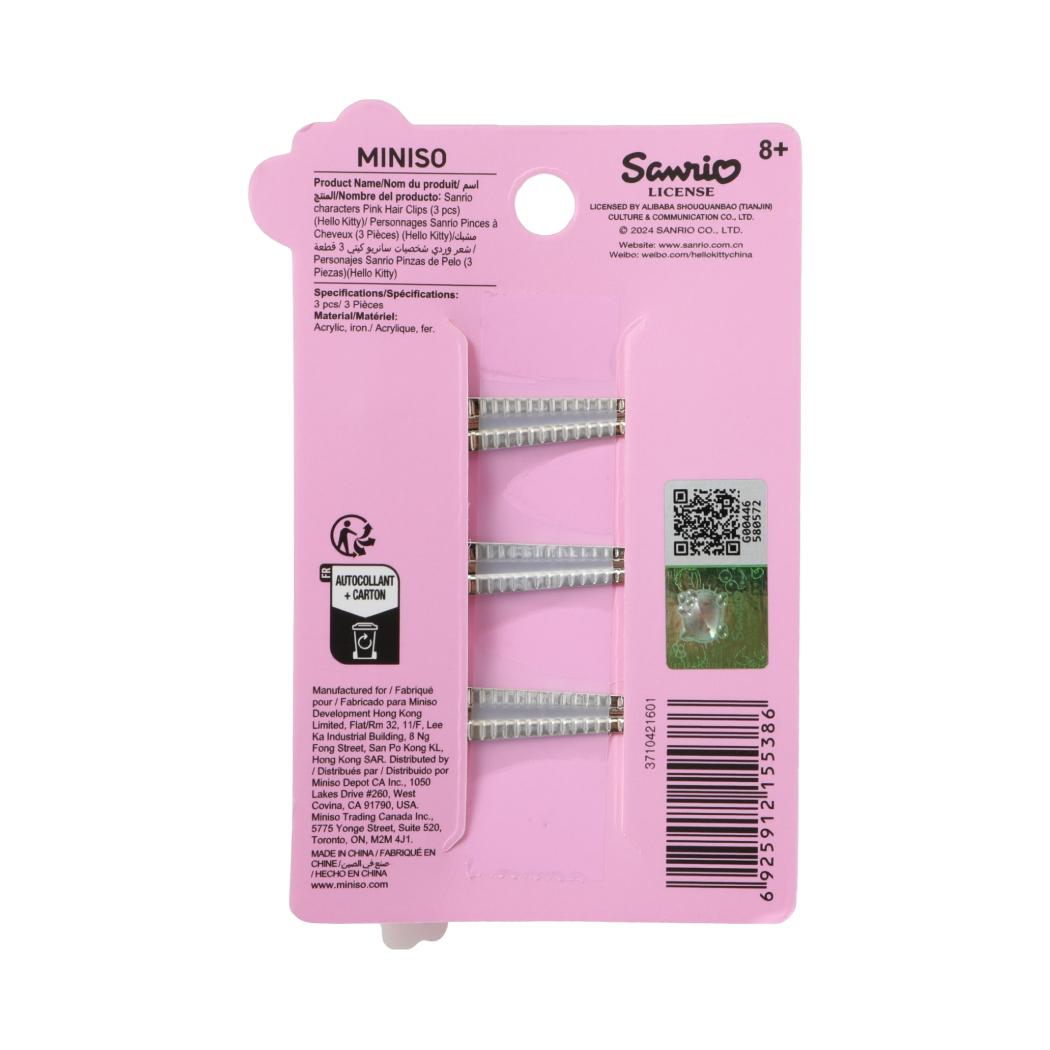 MINISO
Product Name/Nom du produit/ اسم
المنتج/Nombre del producto: Sanrio
characters Pink Hair Clips (3 pcs)
(Hello Kitty)/ Personnages Sanrio Pinces à
Cheveux (3 Pièces) (Hello Kitty)/مشبك
شعر وردي شخصيات سانريو كيتي 3 قطعة /
Personajes Sanrio Pinzas de Pelo (3
Piezas)(Hello Kitty)
Specifications/Spécifications:
3 pcs/ 3 Pièces
Material/Matériel:
Acrylic, iron./ Acrylique, fer.
8+
Sanrio
LICENSE
LICENSED BY ALIBABA SHOUQUANBAO (TIANJIN)
CULTURE & COMMUNICATION CO., LTD.
© 2024 SANRIO CO., LTD.
Website: www.sanrio.com.cn
Weibo: weibo.com/hellokittychina
FR
AUTOCOLLANT
+ CARTON
G00446
580572
Manufactured for / Fabriqué
pour / Fabricado para Miniso
Development Hong Kong
Limited, Flat/Rm 32, 11/F, Lee
Ka Industrial Building, 8 Ng
Fong Street, San Po Kong KL,
Hong Kong SAR. Distributed by
/ Distribués par / Distribuido por
Miniso Depot CA Inc., 1050
Lakes Drive #260, West
Covina, CA 91790, USA.
Miniso Trading Canada Inc.,
5775 Yonge Street, Suite 520,
Toronto, ON, M2M 4J1.
MADE IN CHINA / FABRIQUÉ EN
CHINE/صنع في الصين
/ HECHO EN CHINA
www.miniso.com
3710421601
6925912155386